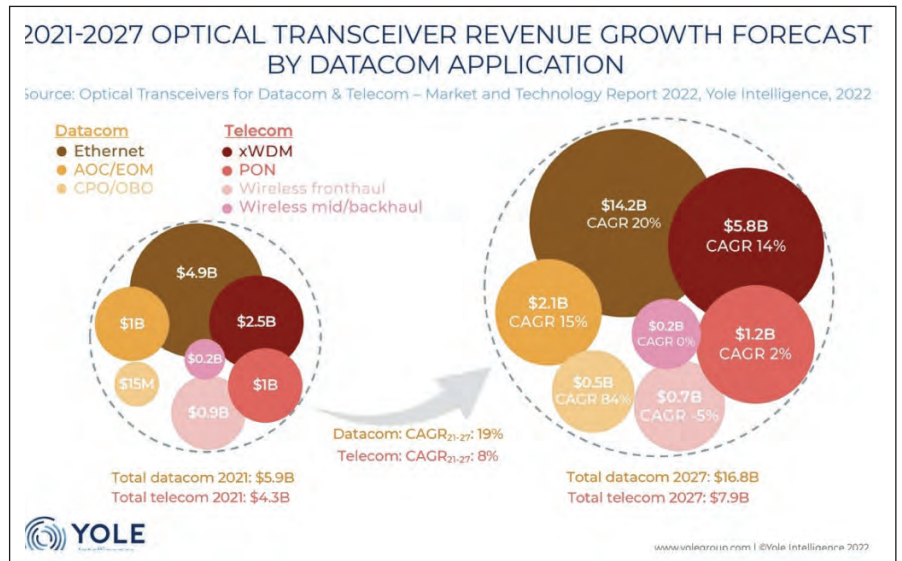 2021-2027 OPTICAL TRANSCEIVER REVENUE GROWTH FORECAST
BY DATACOM APPLICATION
Source: Optical Transceivers for Datacom & Telecom – Market and Technology Report 2022, Yole Intelligence, 2022
Datacom
Ethernet
AOC/EOM
CPO/OBO
Telecom
xWDM
PON
Wireless fronthaul
Wireless mid/backhaul
$4.9B
$1B
$2.5B
$0.2B
$15M
$1B
$0.9B
$14.2B
CAGR 20%
$5.8B
CAGR 14%
$2.1B
CAGR 15%
$0.2B
CAGR 0%
$1.2B
CAGR 2%
$0.5B
CAGR 84%
$0.7B
CAGR -5%
Datacom: CAGR21-27: 19%
Telecom: CAGR21-27: 8%
Total datacom 2021: $5.9B
Total telecom 2021: $4.3B
Total datacom 2027: $16.8B
Total telecom 2027: $7.9B
YOLE
Intelligence
www.yolegroup.com | ©Yole Intelligence 2022